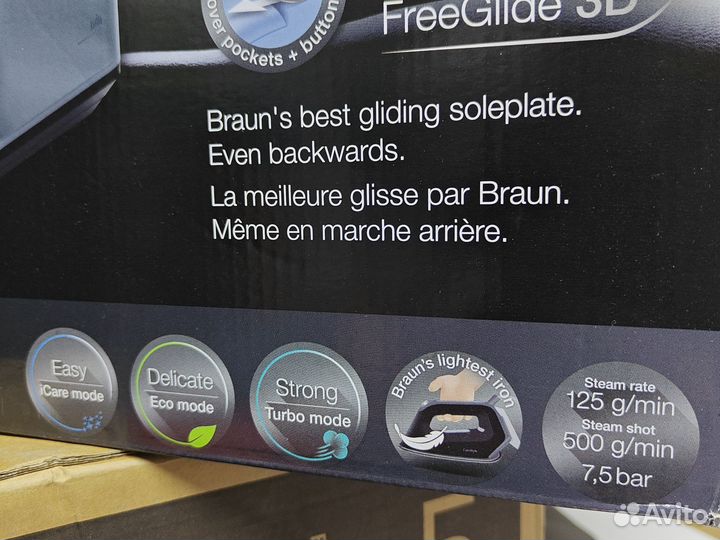 over pockets + button
FreeGlide 3D
Braun's best gliding soleplate.
Even backwards.
La meilleure glisse par Braun.
Même en marche arrière.
Easy
iCare mode
Delicate
Eco mode
Strong
Turbo mode
Braun's lightest iron
Steam rate
125 g/min
Steam shot
500 g/min
7,5 bar
5
Avito